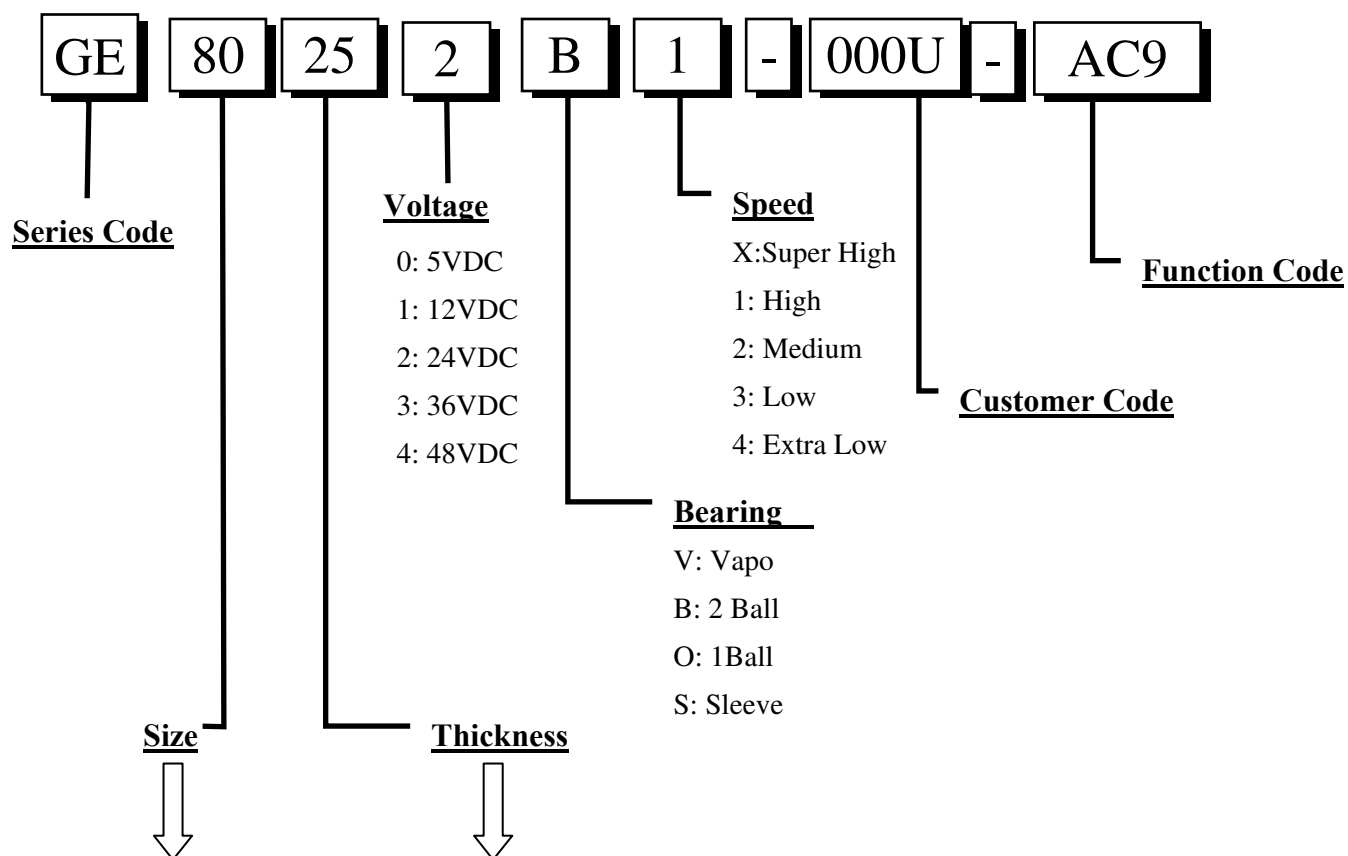 GE 80 25 2 B 1 - 000U - AC9
Series Code
Voltage
0: 5VDC
1: 12VDC
2: 24VDC
3: 36VDC
4: 48VDC
Speed
X:Super High
1: High
2: Medium
3: Low
4: Extra Low
Function Code
Customer Code
Bearing
V: Vapo
B: 2 Ball
O: 1Ball
S: Sleeve
Size
Thickness